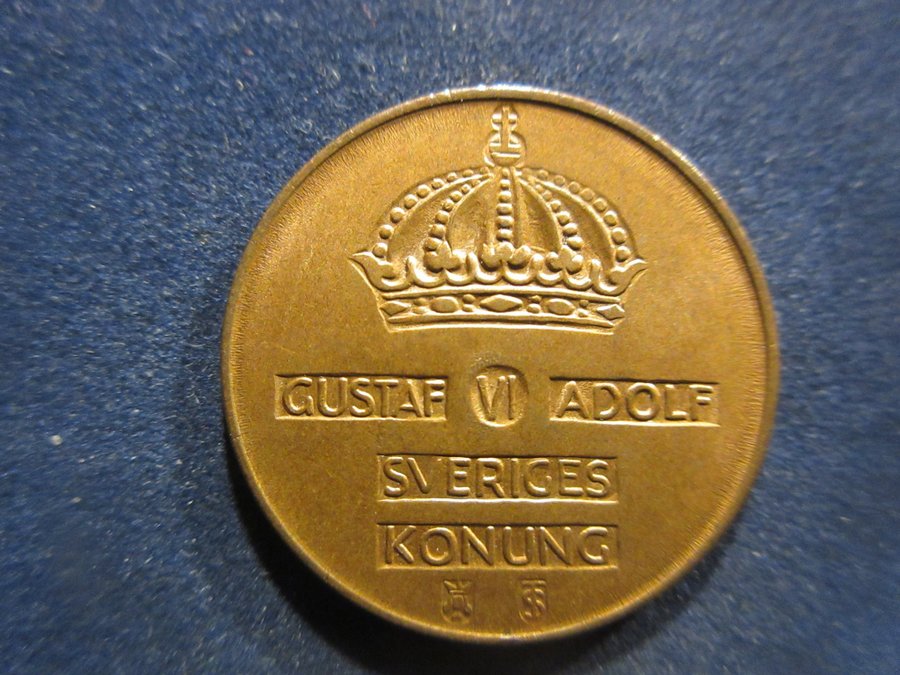 GUSTAF VI ADOLF
SVERIGES
KONUNG